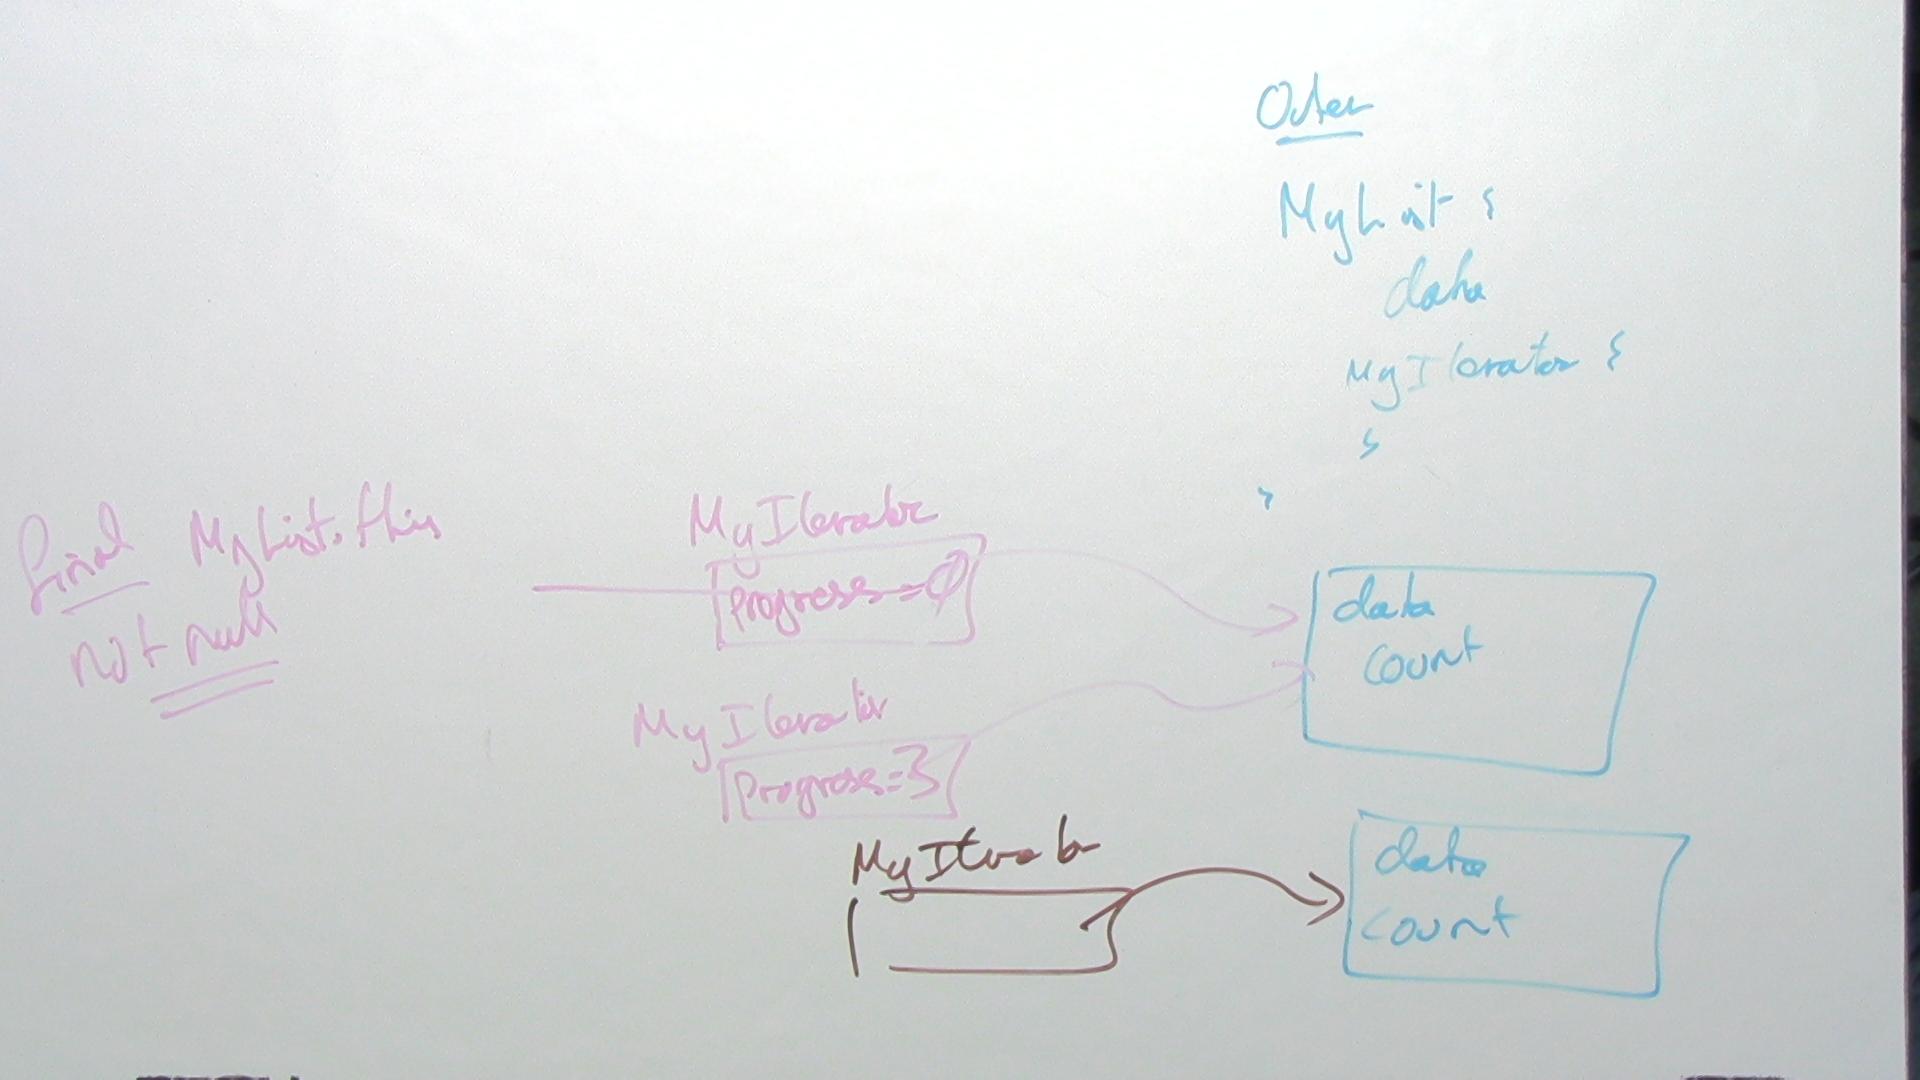 Outer
MyList {
data
MyIterator {
}
}
final MyList.this
not null
MyIterator
progress=0
MyIterator
progress=3
data
count
MyIterator
data
count